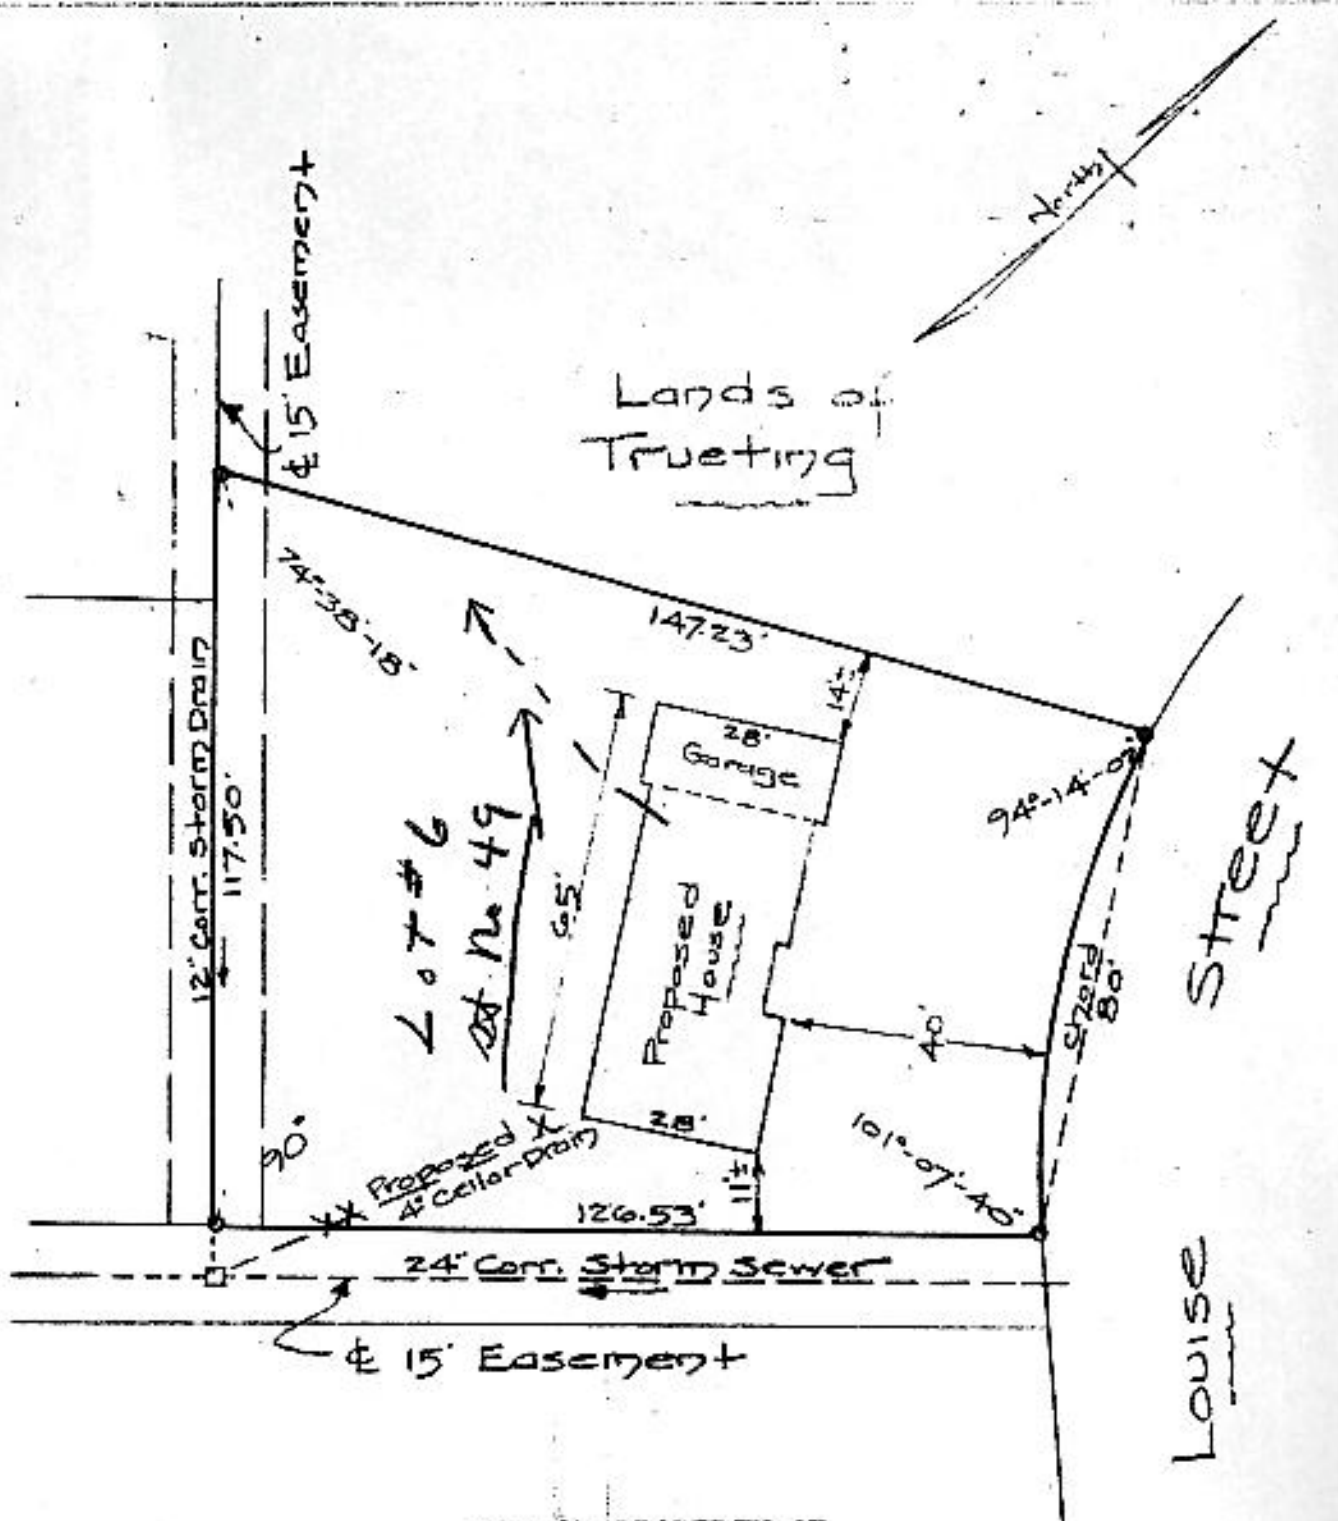 North
℄ 15' Easement
Lands of
Trueting
74°-38'-18"
147.23'
14'±
28'
Garage
94°-14'-02"
12" Corr. Storm Drain
117.50'
Lot #6
St No 49
65'
Proposed
House
40'
Chord
80'
Street
Louise
90°
Proposed
4" Cellar Drain
28'
11'±
101°-07'-40"
126.53'
24" Corr. Storm Sewer
℄ 15' Easement